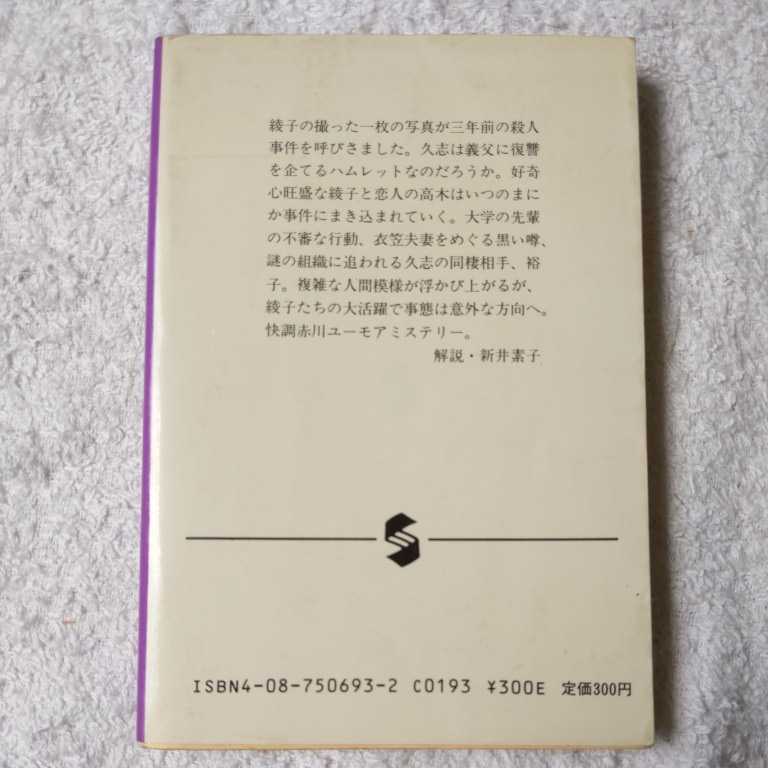 綾子の撮った一枚の写真が三年前の殺人
事件を呼びさました。久志は義父に復讐
を企てるハムレットなのだろうか。好奇
心旺盛な綾子と恋人の高木はいつのまに
か事件にまき込まれていく。大学の先輩
の不審な行動、衣笠夫妻をめぐる黒い噂、
謎の組織に追われる久志の同棲相手、裕
子。複雑な人間模様が浮かび上がるが、
綾子たちの大活躍で事態は意外な方向へ。
快調赤川ユーモアミステリー。
解説・新井素子
ISBN4-08-750693-2 C0193 ¥300E 定価300円